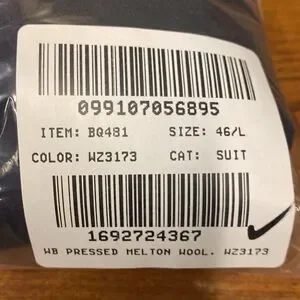 099107056895
ITEM: BQ481 SIZE: 46/L
COLOR: WZ3173 CAT: SUIT
1692724367
WB PRESSED MELTON WOOL. WZ3173